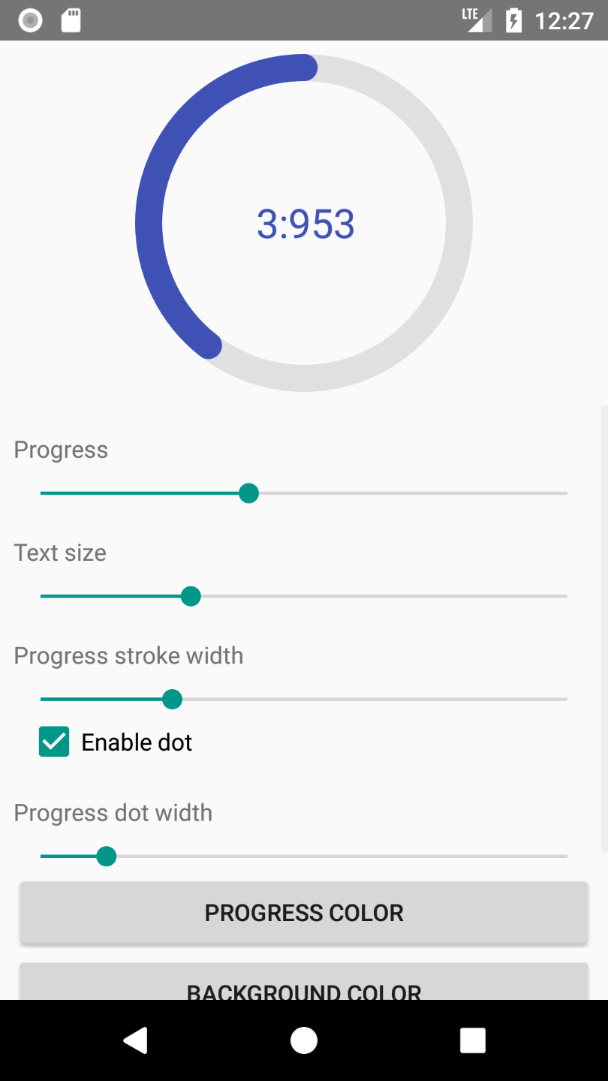 LTE 12:27
3:953
Progress
Text size
Progress stroke width
Enable dot
Progress dot width
PROGRESS COLOR
BACKGROUND COLOR